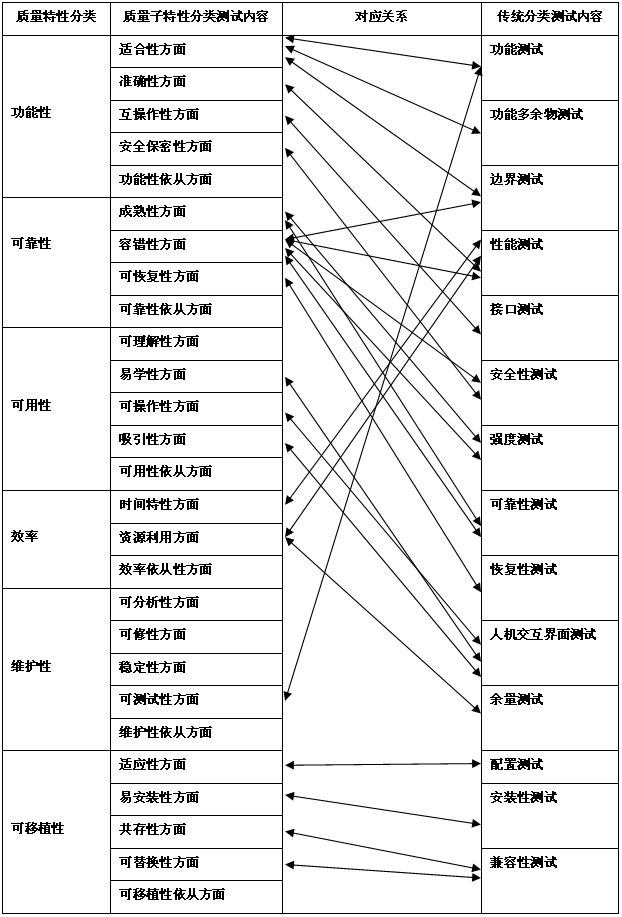 质量特性分类 质量子特性分类测试内容 对应关系 传统分类测试内容
功能性
适合性方面
准确性方面
互操作性方面
安全保密性方面
功能性依从方面
可靠性
成熟性方面
容错性方面
可恢复性方面
可靠性依从方面
可用性
可理解性方面
易学性方面
可操作性方面
吸引性方面
可用性依从方面
效率
时间特性方面
资源利用方面
效率依从性方面
维护性
可分析性方面
可修性方面
稳定性方面
可测试性方面
维护性依从方面
可移植性
适应性方面
易安装性方面
共存性方面
可替换性方面
可移植性依从方面
功能测试
功能多余物测试
边界测试
性能测试
接口测试
安全性测试
强度测试
可靠性测试
恢复性测试
人机交互界面测试
余量测试
配置测试
安装性测试
兼容性测试